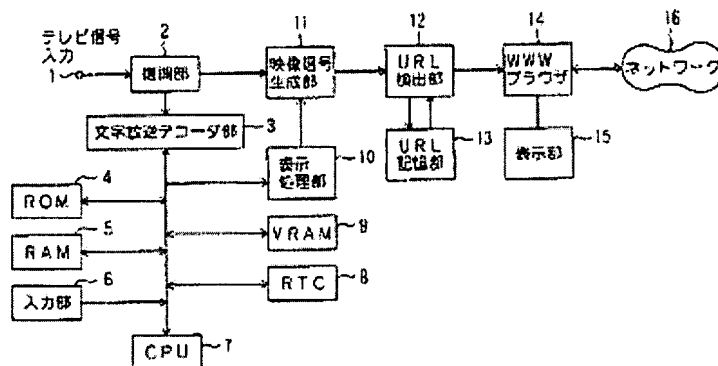 テレビ信号
入力
1
2
復調部
文字放送デコーダ部
3
4
ROM
5
RAM
6
入力部
CPU
7
RTC
8
VRAM
9
表示
処理部
10
11
映像信号
生成部
12
URL
検出部
URL
記憶部
13
14
WWW
ブラウザ
表示部
15
16
ネットワーク